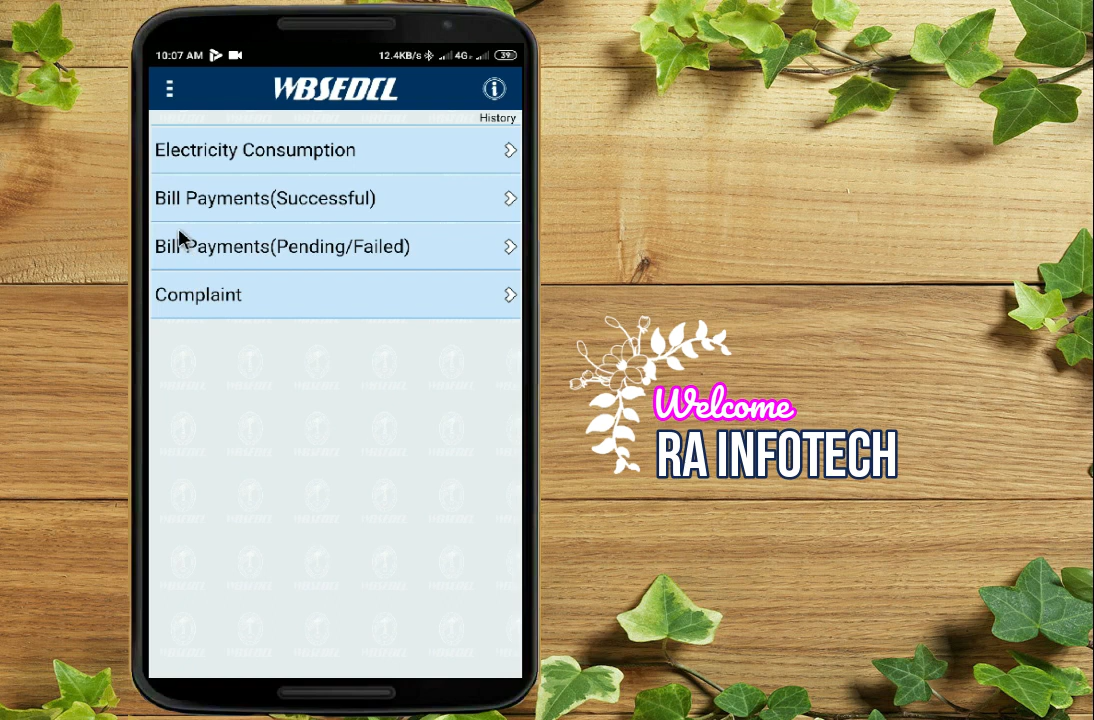 10:07 AM
12.4KB/s 4G 39
WBSEDCL
History
Electricity Consumption
Bill Payments(Successful)
Bill Payments(Pending/Failed)
Complaint
Welcome
RA INFOTECH